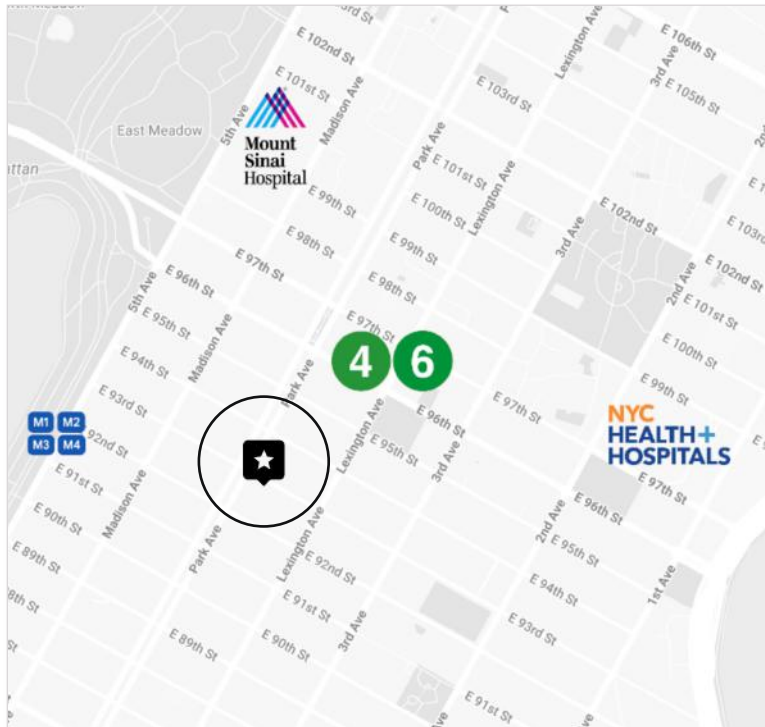 E 102nd St
E 106th St
E 101st St
5th Ave
Madison Ave
Lexington Ave
3rd Ave
E 105th St
E 103rd St
East Meadow
Mount
Sinai
Hospital
Park Ave
E 101st St
Lexington Ave
E 99th St
E 100th St
E 102nd St
E 98th St
E 99th St
3rd Ave
E 97th St
E 98th St
2nd Ave
E 102nd St
E 96th St
5th Ave
E 101st St
E 95th St
Madison Ave
E 97th St
E 100th St
E 94th St
4 6
Park Ave
E 99th St
E 93rd St
E 97th St
M1 M2
M3 M4
92nd St
Lexington Ave
E 96th St
NYC
HEALTH+
HOSPITALS
E 95th St
3rd Ave
E 91st St
E 97th St
Madison Ave
E 90th St
E 96th St
2nd Ave
Park Ave
Lexington Ave
E 92nd St
E 95th St
E 89th St
1st Ave
E 94th St
E 91st St
8th St
3rd Ave
E 93rd St
E 89th St
E 90th St
E 91st St